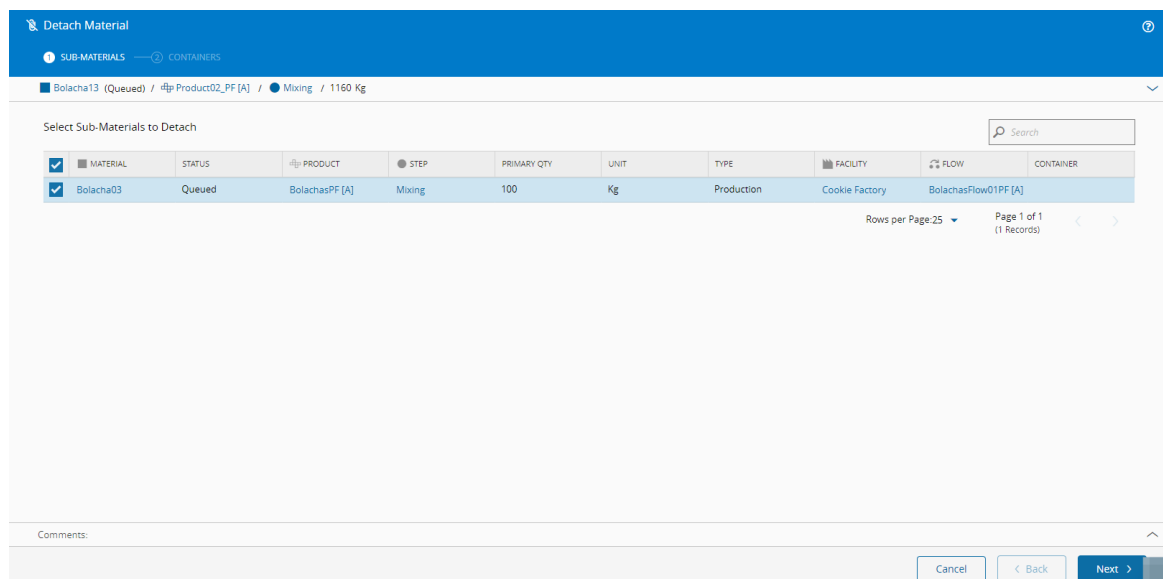 Detach Material
1 SUB-MATERIALS 2 CONTAINERS
Bolacha13 (Queued) / Product02_PF [A] / Mixing / 1160 Kg
Select Sub-Materials to Detach
Search
MATERIAL STATUS PRODUCT STEP PRIMARY QTY UNIT TYPE FACILITY FLOW CONTAINER
Bolacha03 Queued BolachasPF [A] Mixing 100 Kg Production Cookie Factory BolachasFlow01PF [A]
Rows per Page:25 Page 1 of 1
(1 Records)
Comments:
Cancel < Back Next >